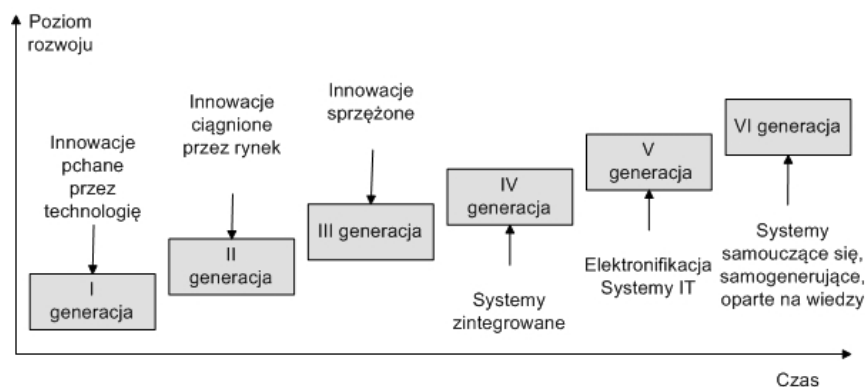 Poziom
rozwoju
Innowacje
pchane
przez
technologię
Innowacje
ciągnione
przez rynek
Innowacje
sprzężone
I
generacja
II
generacja
III generacja
IV
generacja
V
generacja
VI generacja
Systemy
zintegrowane
Elektronifikacja
Systemy IT
Systemy
samouczące się,
samogenerujące,
oparte na wiedzy
Czas